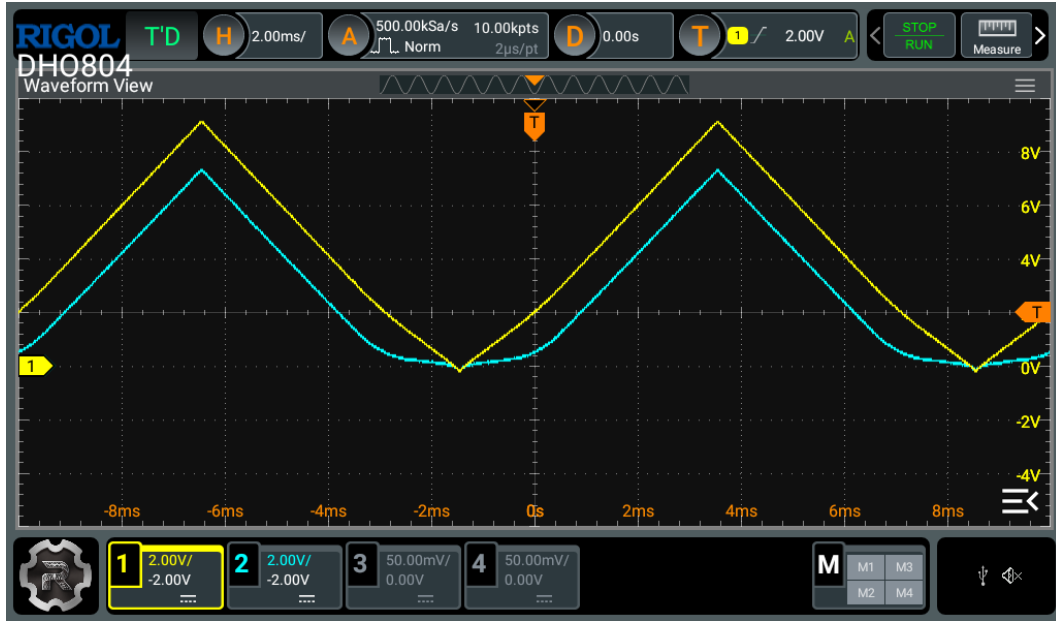 RIGOL T'D H 2.00ms/ A 500.00kSa/s 10.00kpts D 0.00s T 1 2.00V A < STOP RUN Measure >
Norm 2µs/pt
DHO804
Waveform View
T
8V
6V
4V
T
1 0V
-2V
-4V
-8ms -6ms -4ms -2ms 0s 2ms 4ms 6ms 8ms
1 2.00V/ 2 2.00V/ 3 50.00mV/ 4 50.00mV/ M M1 M3
-2.00V -2.00V 0.00V 0.00V M2 M4
R